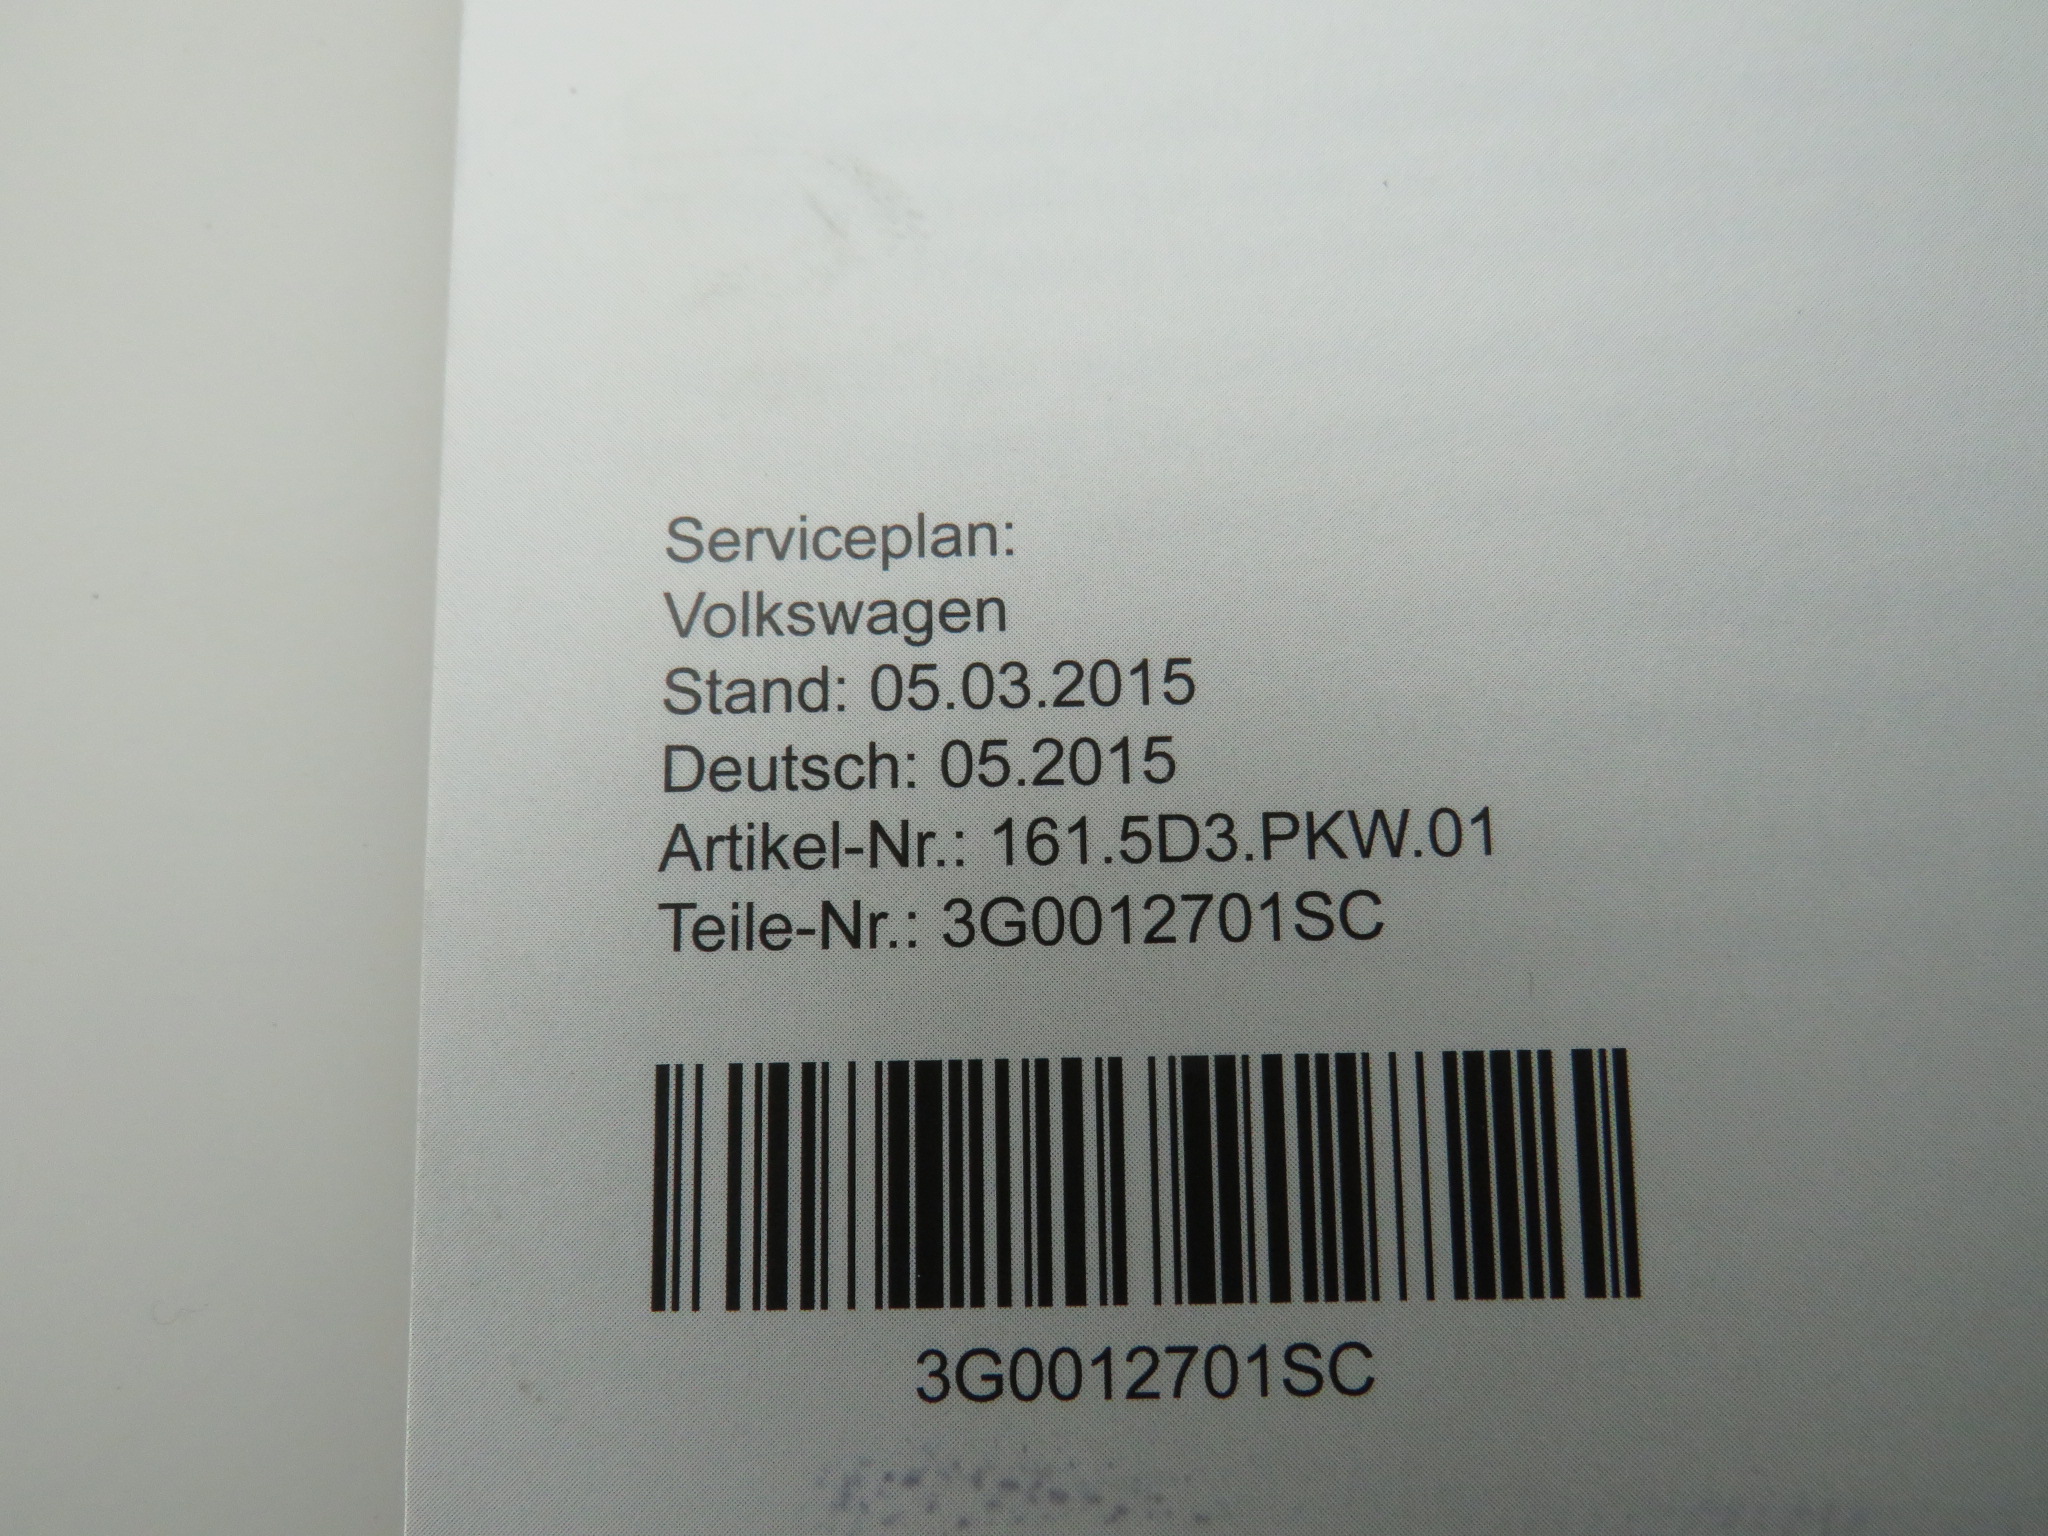 Serviceplan:
Volkswagen
Stand: 05.03.2015
Deutsch: 05.2015
Artikel-Nr.: 161.5D3.PKW.01
Teile-Nr.: 3G0012701SC
3G0012701SC